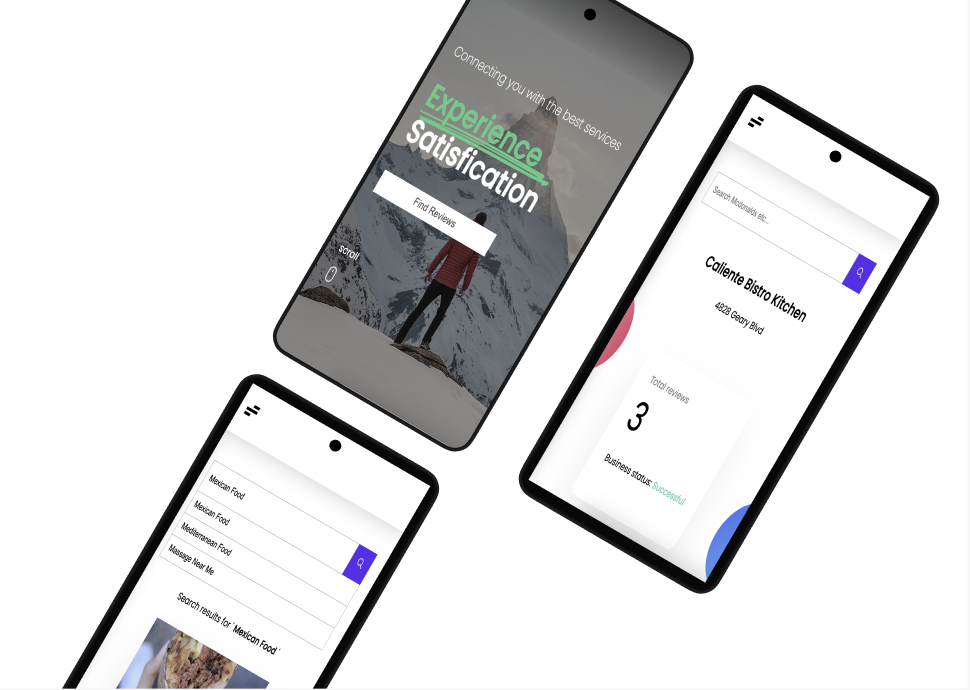 Connecting you with the best services
Experience
Satisfication
Find Reviews
scroll
Search Mcdonalds etc..
Caliente Bistro Kitchen
4828 Geary Blvd
Total reviews
3
Business status: Successful
Mexican Food
Mexican Food
Mediterranean Food
Massage Near Me
Search results for ' Mexican Food '